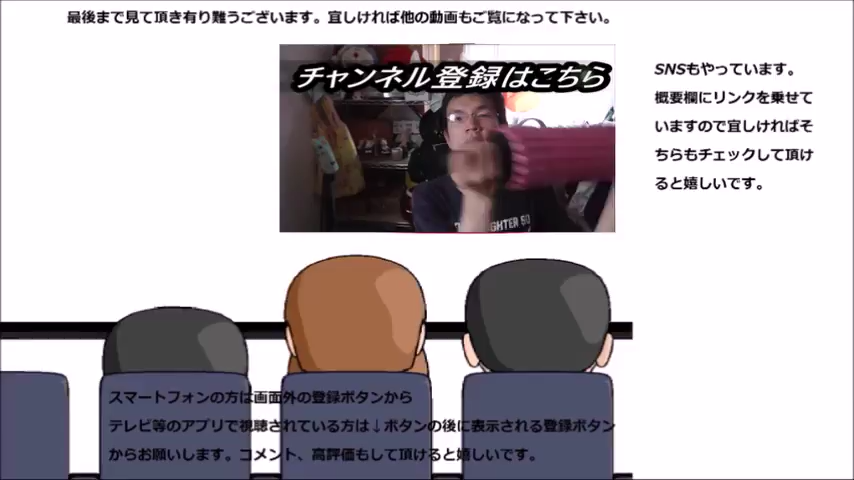 最後まで見て頂き有り難うございます。宜しければ他の動画もご覧になって下さい。
チャンネル登録はこちら
SNSもやっています。
概要欄にリンクを乗せて
いますので宜しければそ
ちらもチェックして頂け
ると嬉しいです。
スマートフォンの方は画面外の登録ボタンから
テレビ等のアプリで視聴されている方は↓ボタンの後に表示される登録ボタン
からお願いします。コメント、高評価もして頂けると嬉しいです。